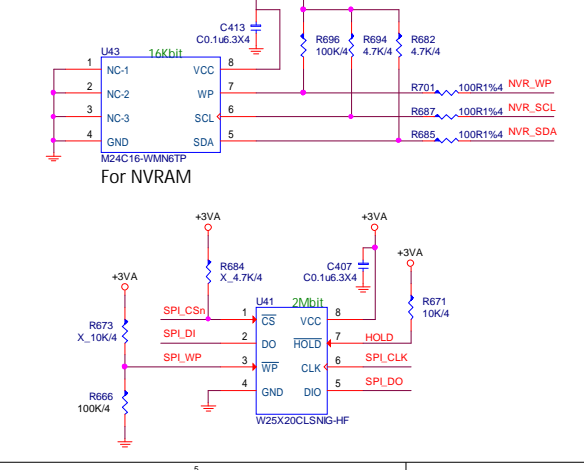 C413
C0.1u6.3X4
R696
100K/4
R694
4.7K/4
R682
4.7K/4
U43
16Kbit
1 NC-1 VCC 8
2 NC-2 WP 7
3 NC-3 SCL 6
4 GND SDA 5
M24C16-WMN6TP
For NVRAM
R701 100R1%4 NVR_WP
R687 100R1%4 NVR_SCL
R685 100R1%4 NVR_SDA
+3VA
+3VA
+3VA
+3VA
R684
X_4.7K/4
C407
C0.1u6.3X4
R671
10K/4
R673
X_10K/4
R666
100K/4
U41
2Mbit
SPI_CSn 1 CS VCC 8
SPI_DI 2 DO HOLD 7 HOLD
SPI_WP 3 WP CLK 6 SPI_CLK
4 GND DIO 5 SPI_DO
W25X20CLSNIG-HF
5